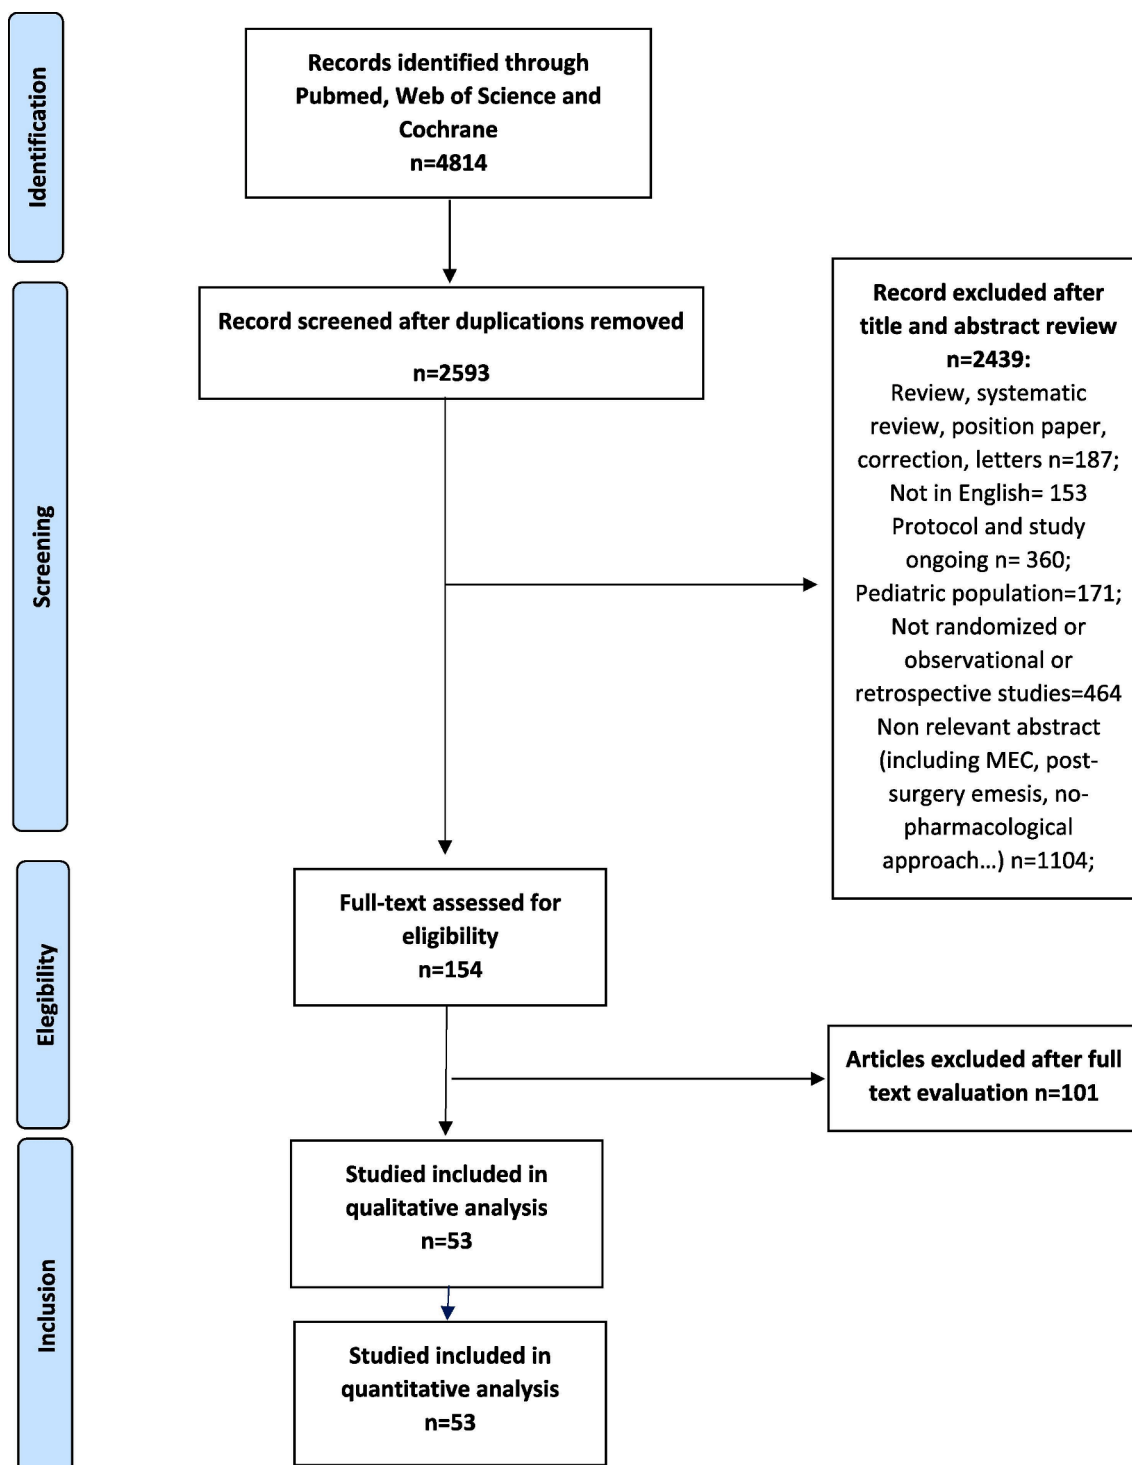 Identification
Records identified through
Pubmed, Web of Science and
Cochrane
n=4814
Screening
Record screened after duplications removed
n=2593
Record excluded after
title and abstract review
n=2439:
Review, systematic
review, position paper,
correction, letters n=187;
Not in English= 153
Protocol and study
ongoing n= 360;
Pediatric population=171;
Not randomized or
observational or
retrospective studies=464
Non relevant abstract
(including MEC, post-
surgery emesis, no-
pharmacological
approach...) n=1104;
Elegibility
Full-text assessed for
eligibility
n=154
Articles excluded after full
text evaluation n=101
Inclusion
Studied included in
qualitative analysis
n=53
Studied included in
quantitative analysis
n=53